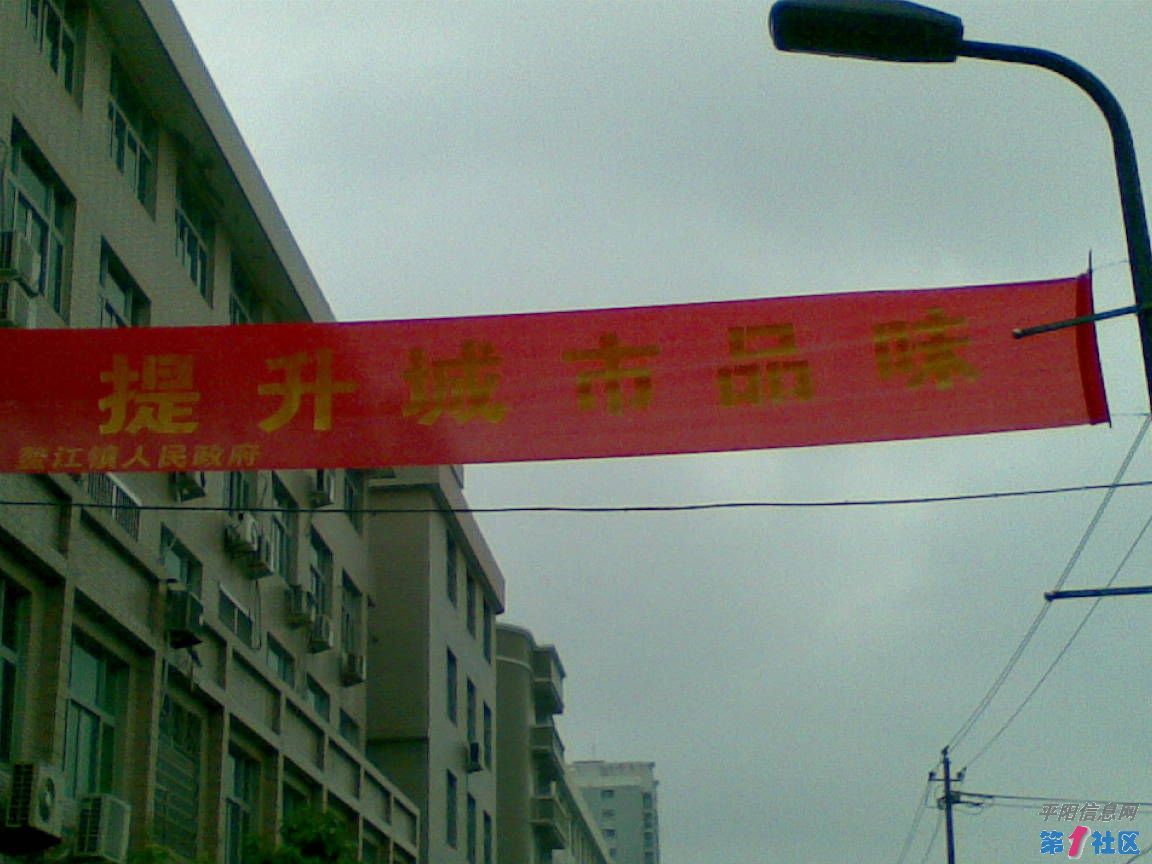 提升城市品味
鳌江镇人民政府
平阳信息网
第1社区